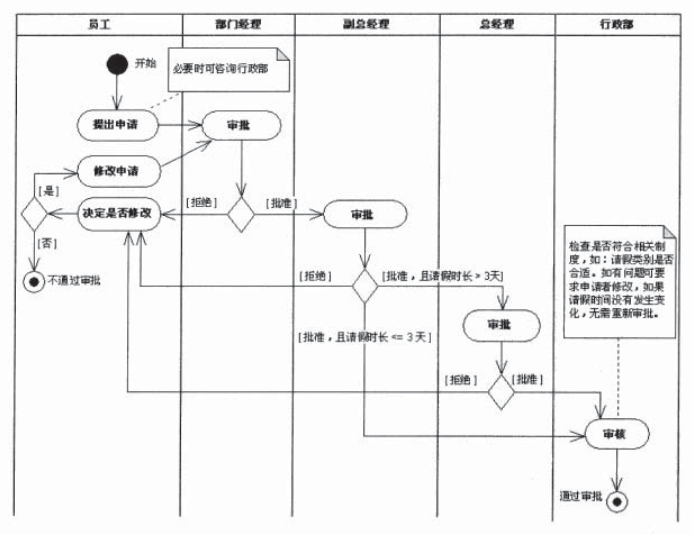 员工 部门经理 副总经理 总经理 行政部
开始
必要时可咨询行政部
提出申请
审批
修改申请
[是]
决定是否修改
[拒绝]
[批准]
审批
[否]
不通过审批
[拒绝]
[批准，且请假时长 > 3天]
检查是否符合相关制
度，如：请假类别是否
合适。如有问题可要
求申请者修改，如果
请假时间没有发生变
化，无需重新审批。
审批
[批准，且请假时长 <= 3 天]
[拒绝]
[批准]
审核
通过审批